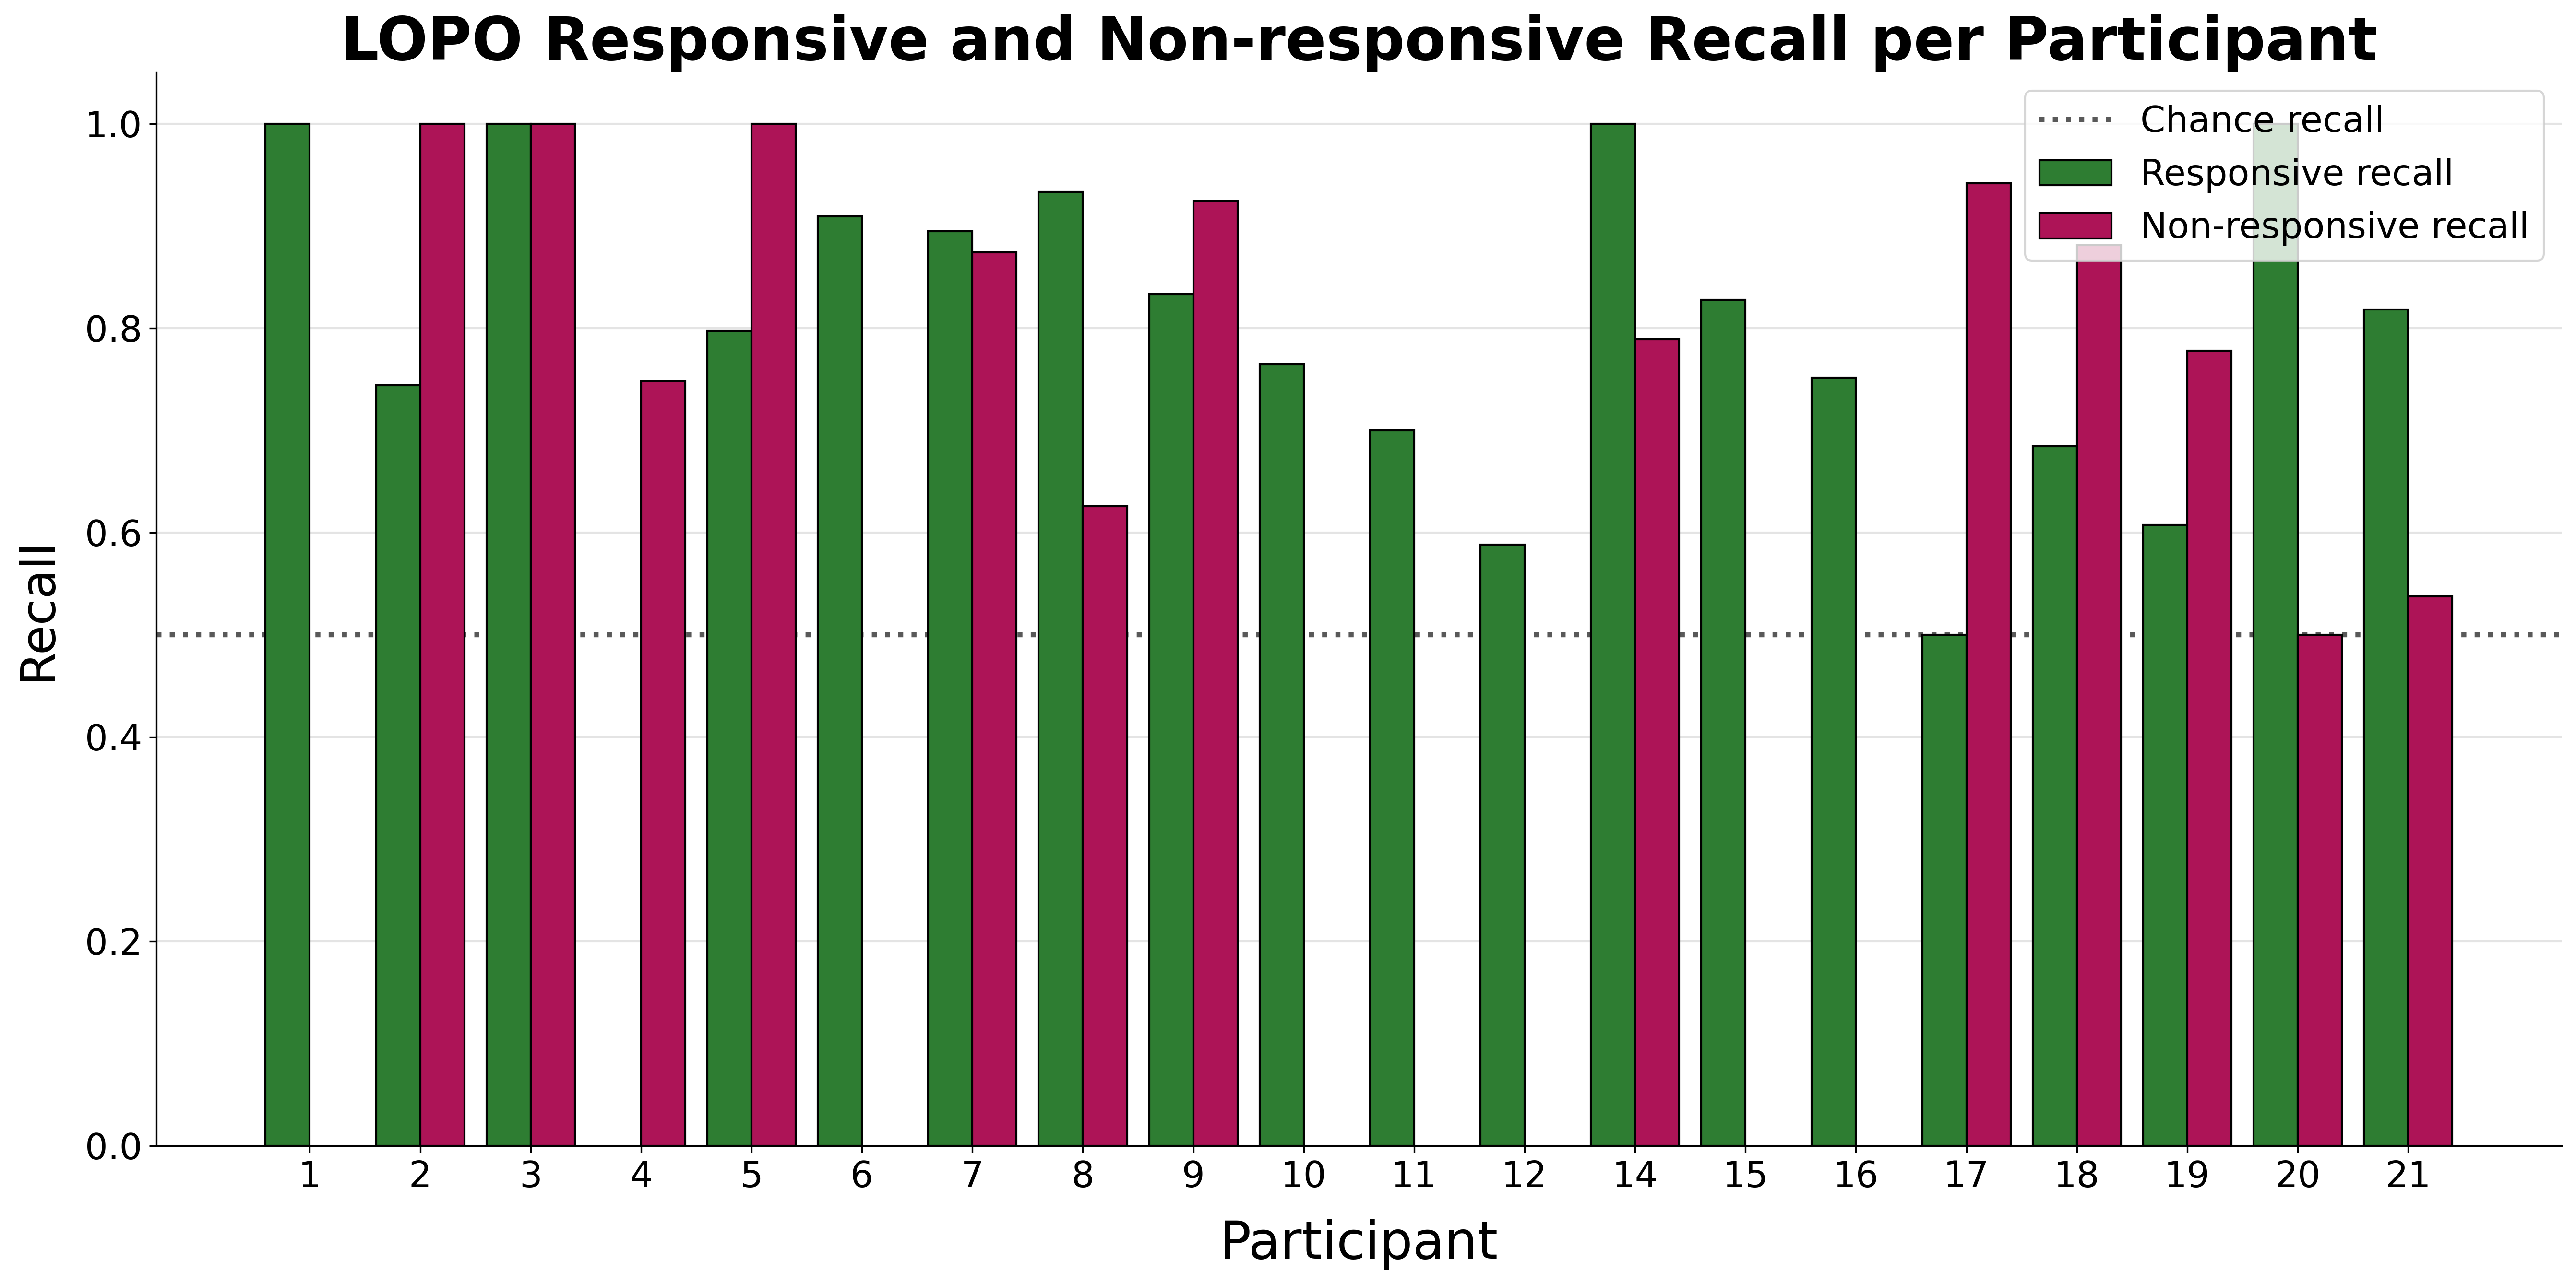 LOPO Responsive and Non-responsive Recall per Participant
Chance recall
Responsive recall
Non-responsive recall
1.0
0.8
0.6
0.4
0.2
0.0
Recall
1 2 3 4 5 6 7 8 9 10 11 12 14 15 16 17 18 19 20 21
Participant